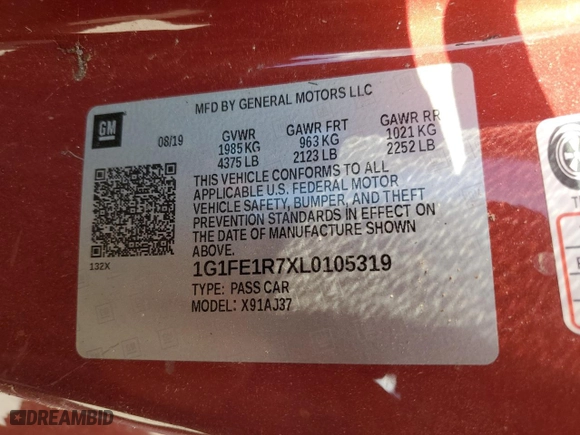 MFD BY GENERAL MOTORS LLC
GM
08/19 GVWR GAWR FRT GAWR RR
1985 KG 963 KG 1021 KG
4375 LB 2123 LB 2252 LB
THIS VEHICLE CONFORMS TO ALL
APPLICABLE U.S. FEDERAL MOTOR
VEHICLE SAFETY, BUMPER, AND THEFT
PREVENTION STANDARDS IN EFFECT ON
THE DATE OF MANUFACTURE SHOWN
ABOVE.
132X
1G1FE1R7XL0105319
TYPE: PASS CAR
MODEL: X91AJ37
DREAMBID